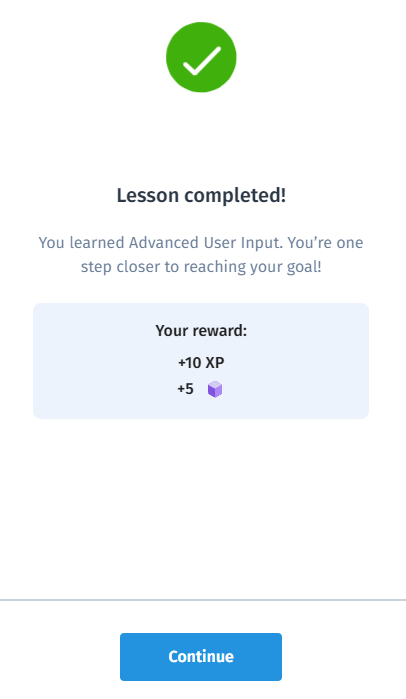 Lesson completed!
You learned Advanced User Input. You’re one
step closer to reaching your goal!
Your reward:
+10 XP
+5
Continue